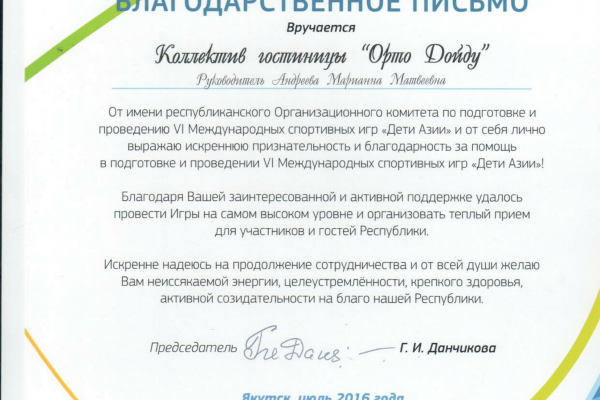 БЛАГОДАРСТВЕННОЕ ПИСЬМО
Вручается
Коллектив гостиницы "Орто Дойду"
Руководитель Андреева Марианна Матвеевна
От имени республиканского Организационного комитета по подготовке и
проведению VI Международных спортивных игр «Дети Азии» и от себя лично
выражаю искреннюю признательность и благодарность за помощь
в подготовке и проведении VI Международных спортивных игр «Дети Азии»!
Благодаря Вашей заинтересованной и активной поддержке удалось
провести Игры на самом высоком уровне и организовать теплый прием
для участников и гостей Республики.
Искренне надеюсь на продолжение сотрудничества и от всей души желаю
Вам неиссякаемой энергии, целеустремлённости, крепкого здоровья,
активной созидательности на благо нашей Республики.
Председатель Г. И. Данчикова
Якутск, июль 2016 года